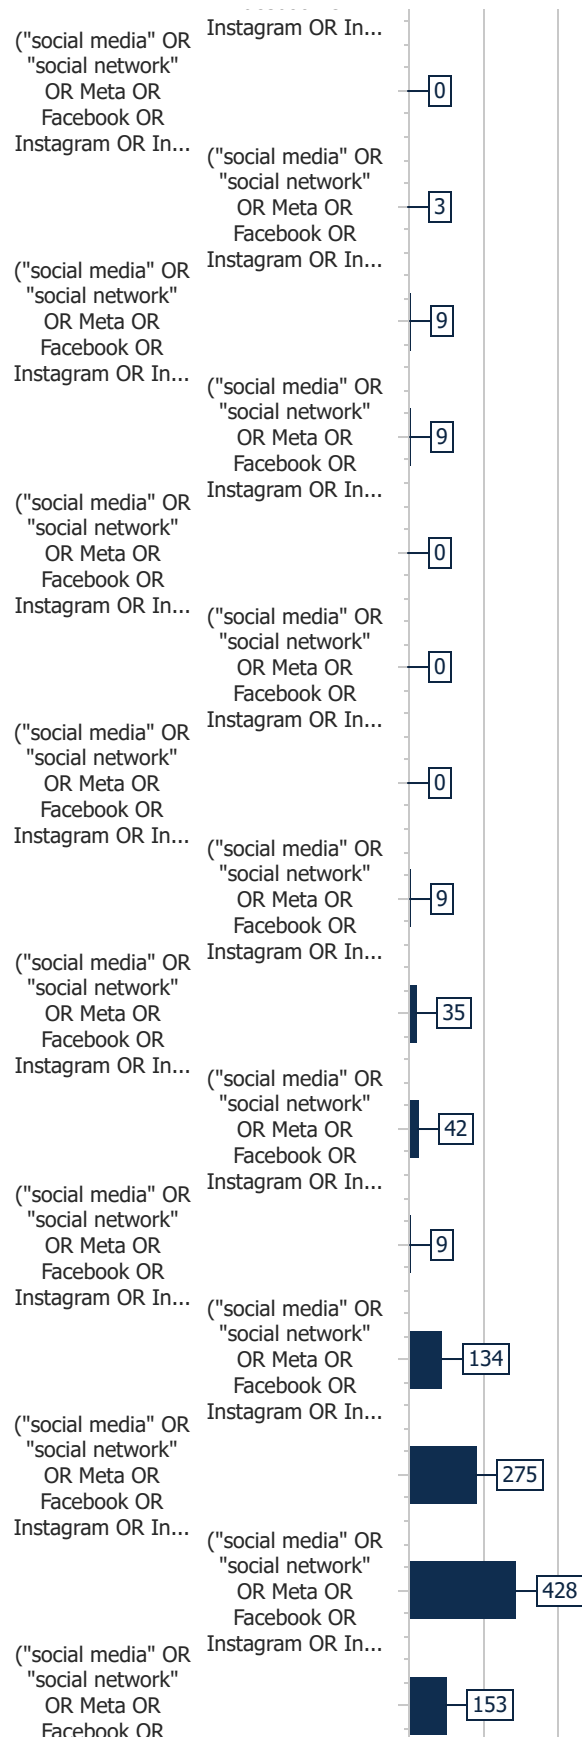 Instagram OR In...
("social media" OR
"social network"
OR Meta OR
Facebook OR
Instagram OR In...
0
("social media" OR
"social network"
OR Meta OR
Facebook OR
Instagram OR In...
3
("social media" OR
"social network"
OR Meta OR
Facebook OR
Instagram OR In...
9
("social media" OR
"social network"
OR Meta OR
Facebook OR
Instagram OR In...
9
("social media" OR
"social network"
OR Meta OR
Facebook OR
Instagram OR In...
0
("social media" OR
"social network"
OR Meta OR
Facebook OR
Instagram OR In...
0
("social media" OR
"social network"
OR Meta OR
Facebook OR
Instagram OR In...
0
("social media" OR
"social network"
OR Meta OR
Facebook OR
Instagram OR In...
9
("social media" OR
"social network"
OR Meta OR
Facebook OR
Instagram OR In...
35
("social media" OR
"social network"
OR Meta OR
Facebook OR
Instagram OR In...
42
("social media" OR
"social network"
OR Meta OR
Facebook OR
Instagram OR In...
9
("social media" OR
"social network"
OR Meta OR
Facebook OR
Instagram OR In...
134
("social media" OR
"social network"
OR Meta OR
Facebook OR
Instagram OR In...
275
("social media" OR
"social network"
OR Meta OR
Facebook OR
Instagram OR In...
428
("social media" OR
"social network"
OR Meta OR
Facebook OR
153